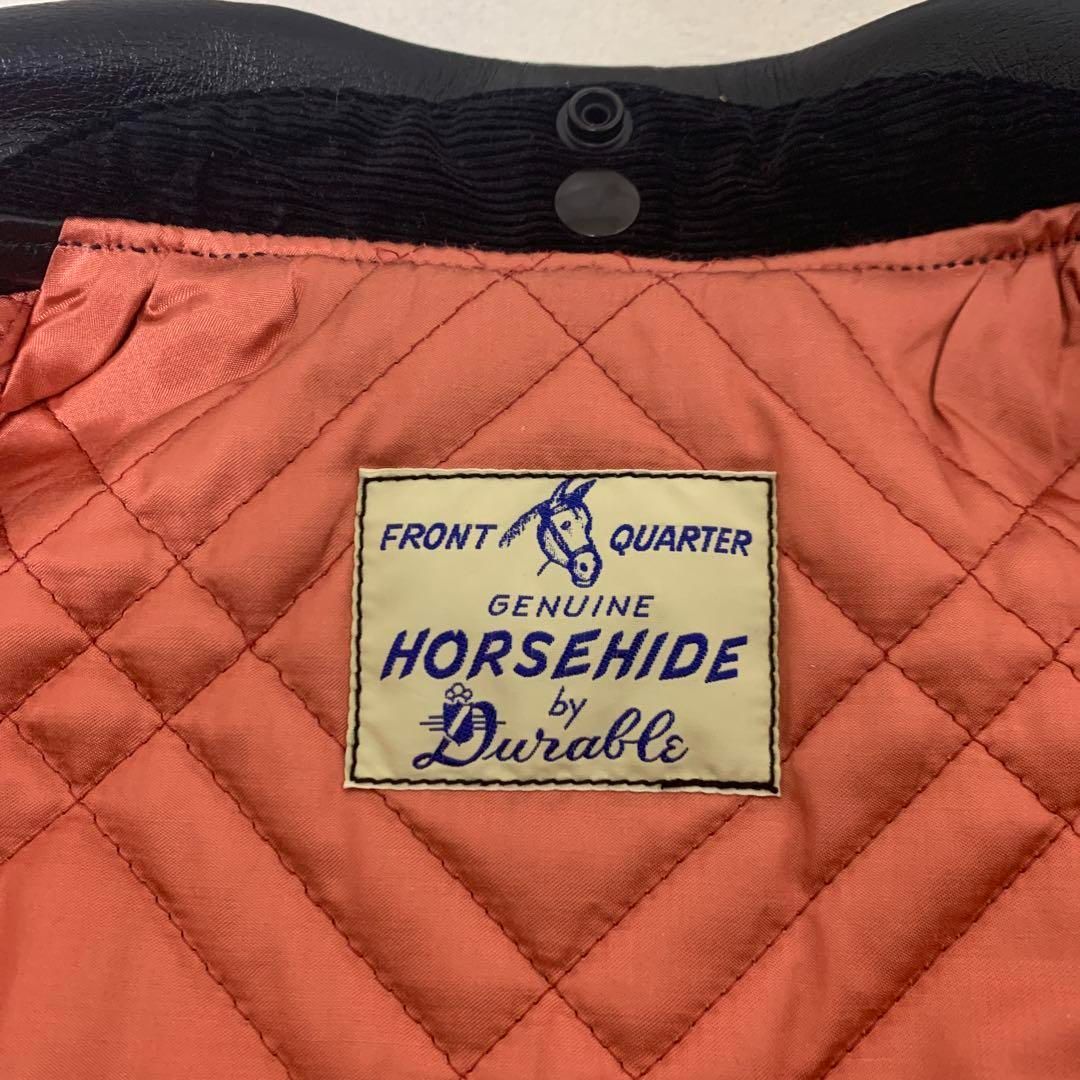 FRONT QUARTER
GENUINE
HORSEHIDE
by
Durable